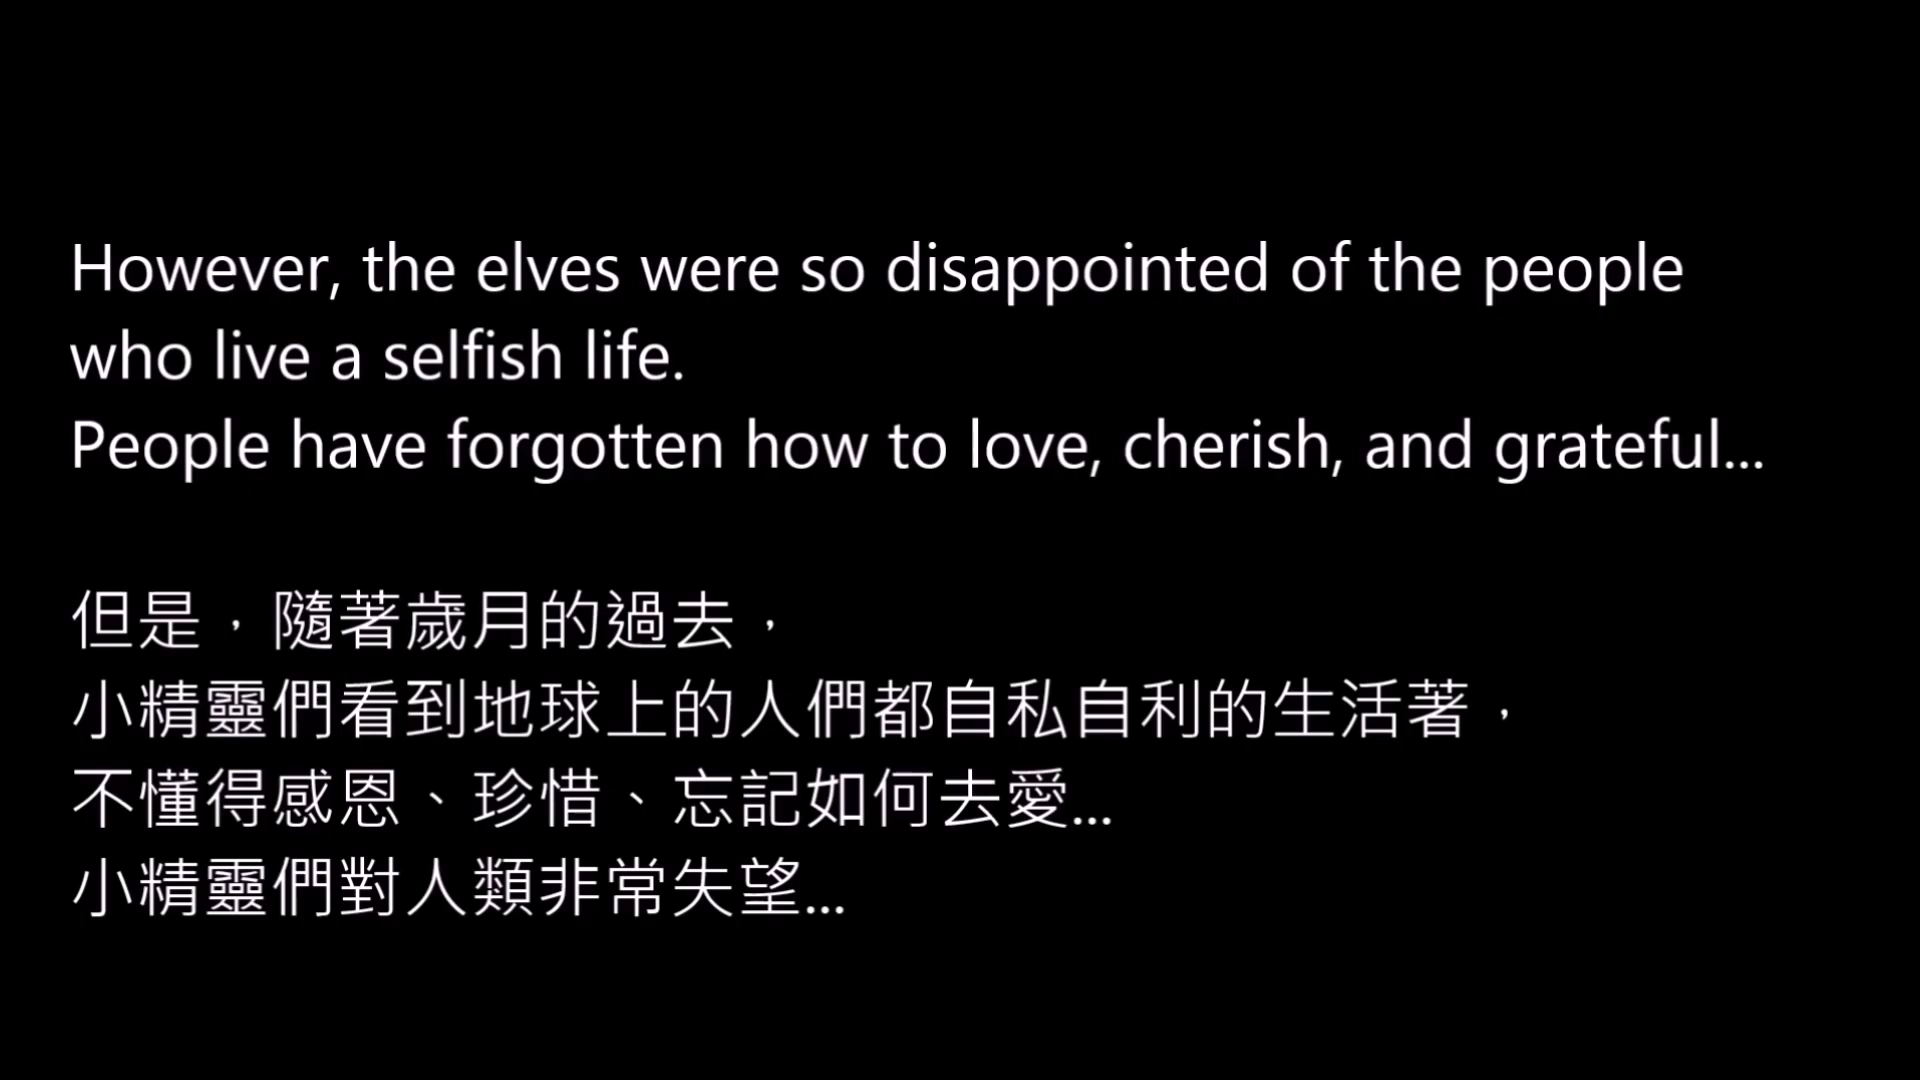 However, the elves were so disappointed of the people
who live a selfish life.
People have forgotten how to love, cherish, and grateful...
但是，隨著歲月的過去，
小精靈們看到地球上的人們都自私自利的生活著，
不懂得感恩、珍惜、忘記如何去愛...
小精靈們對人類非常失望...